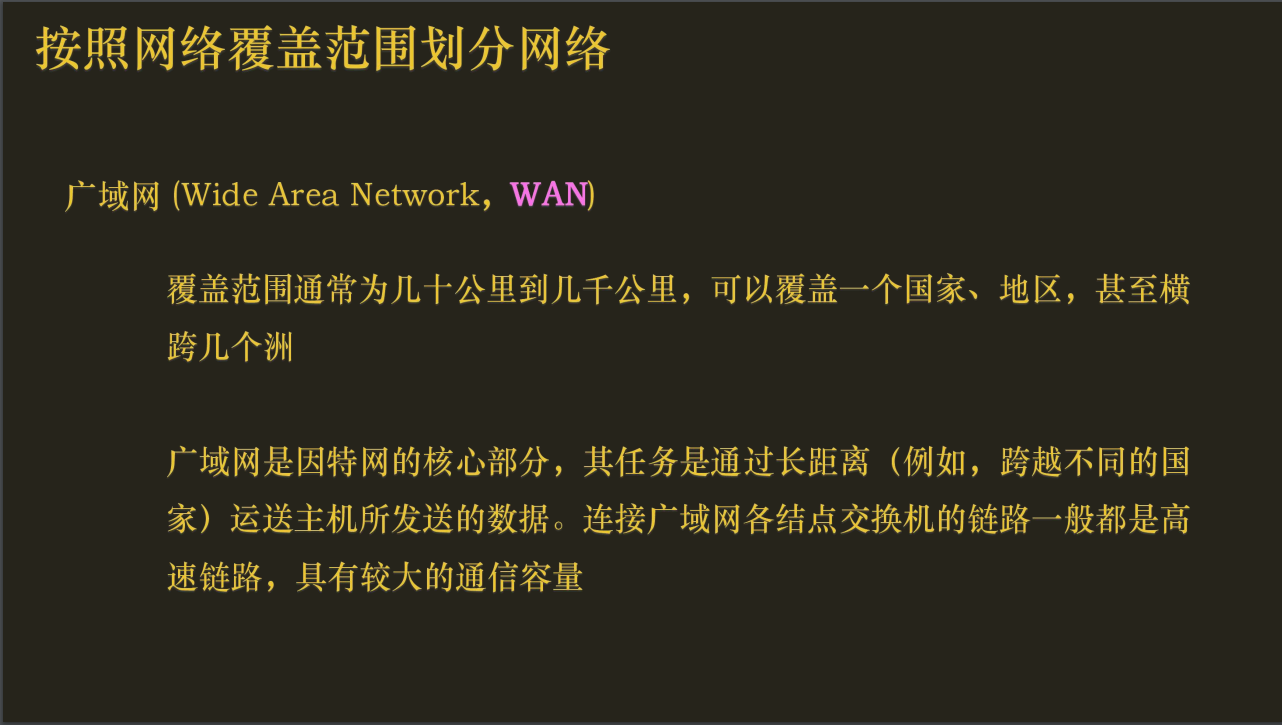 按照网络覆盖范围划分网络
广域网 (Wide Area Network，WAN)
覆盖范围通常为几十公里到几千公里，可以覆盖一个国家、地区，甚至横
跨几个洲
广域网是因特网的核心部分，其任务是通过长距离（例如，跨越不同的国
家）运送主机所发送的数据。连接广域网各结点交换机的链路一般都是高
速链路，具有较大的通信容量